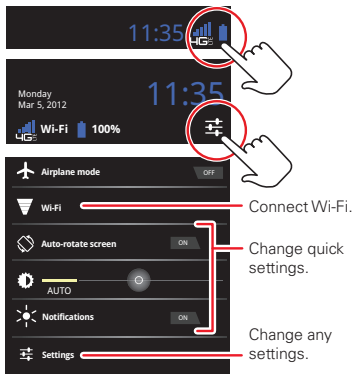 11:35
4G
Monday
Mar 5, 2012
11:35
4G
Wi-Fi 100%
Airplane mode OFF
Wi-Fi
Connect Wi-Fi.
Auto-rotate screen ON
Change quick
settings.
AUTO
Notifications ON
Change any
settings.
Settings